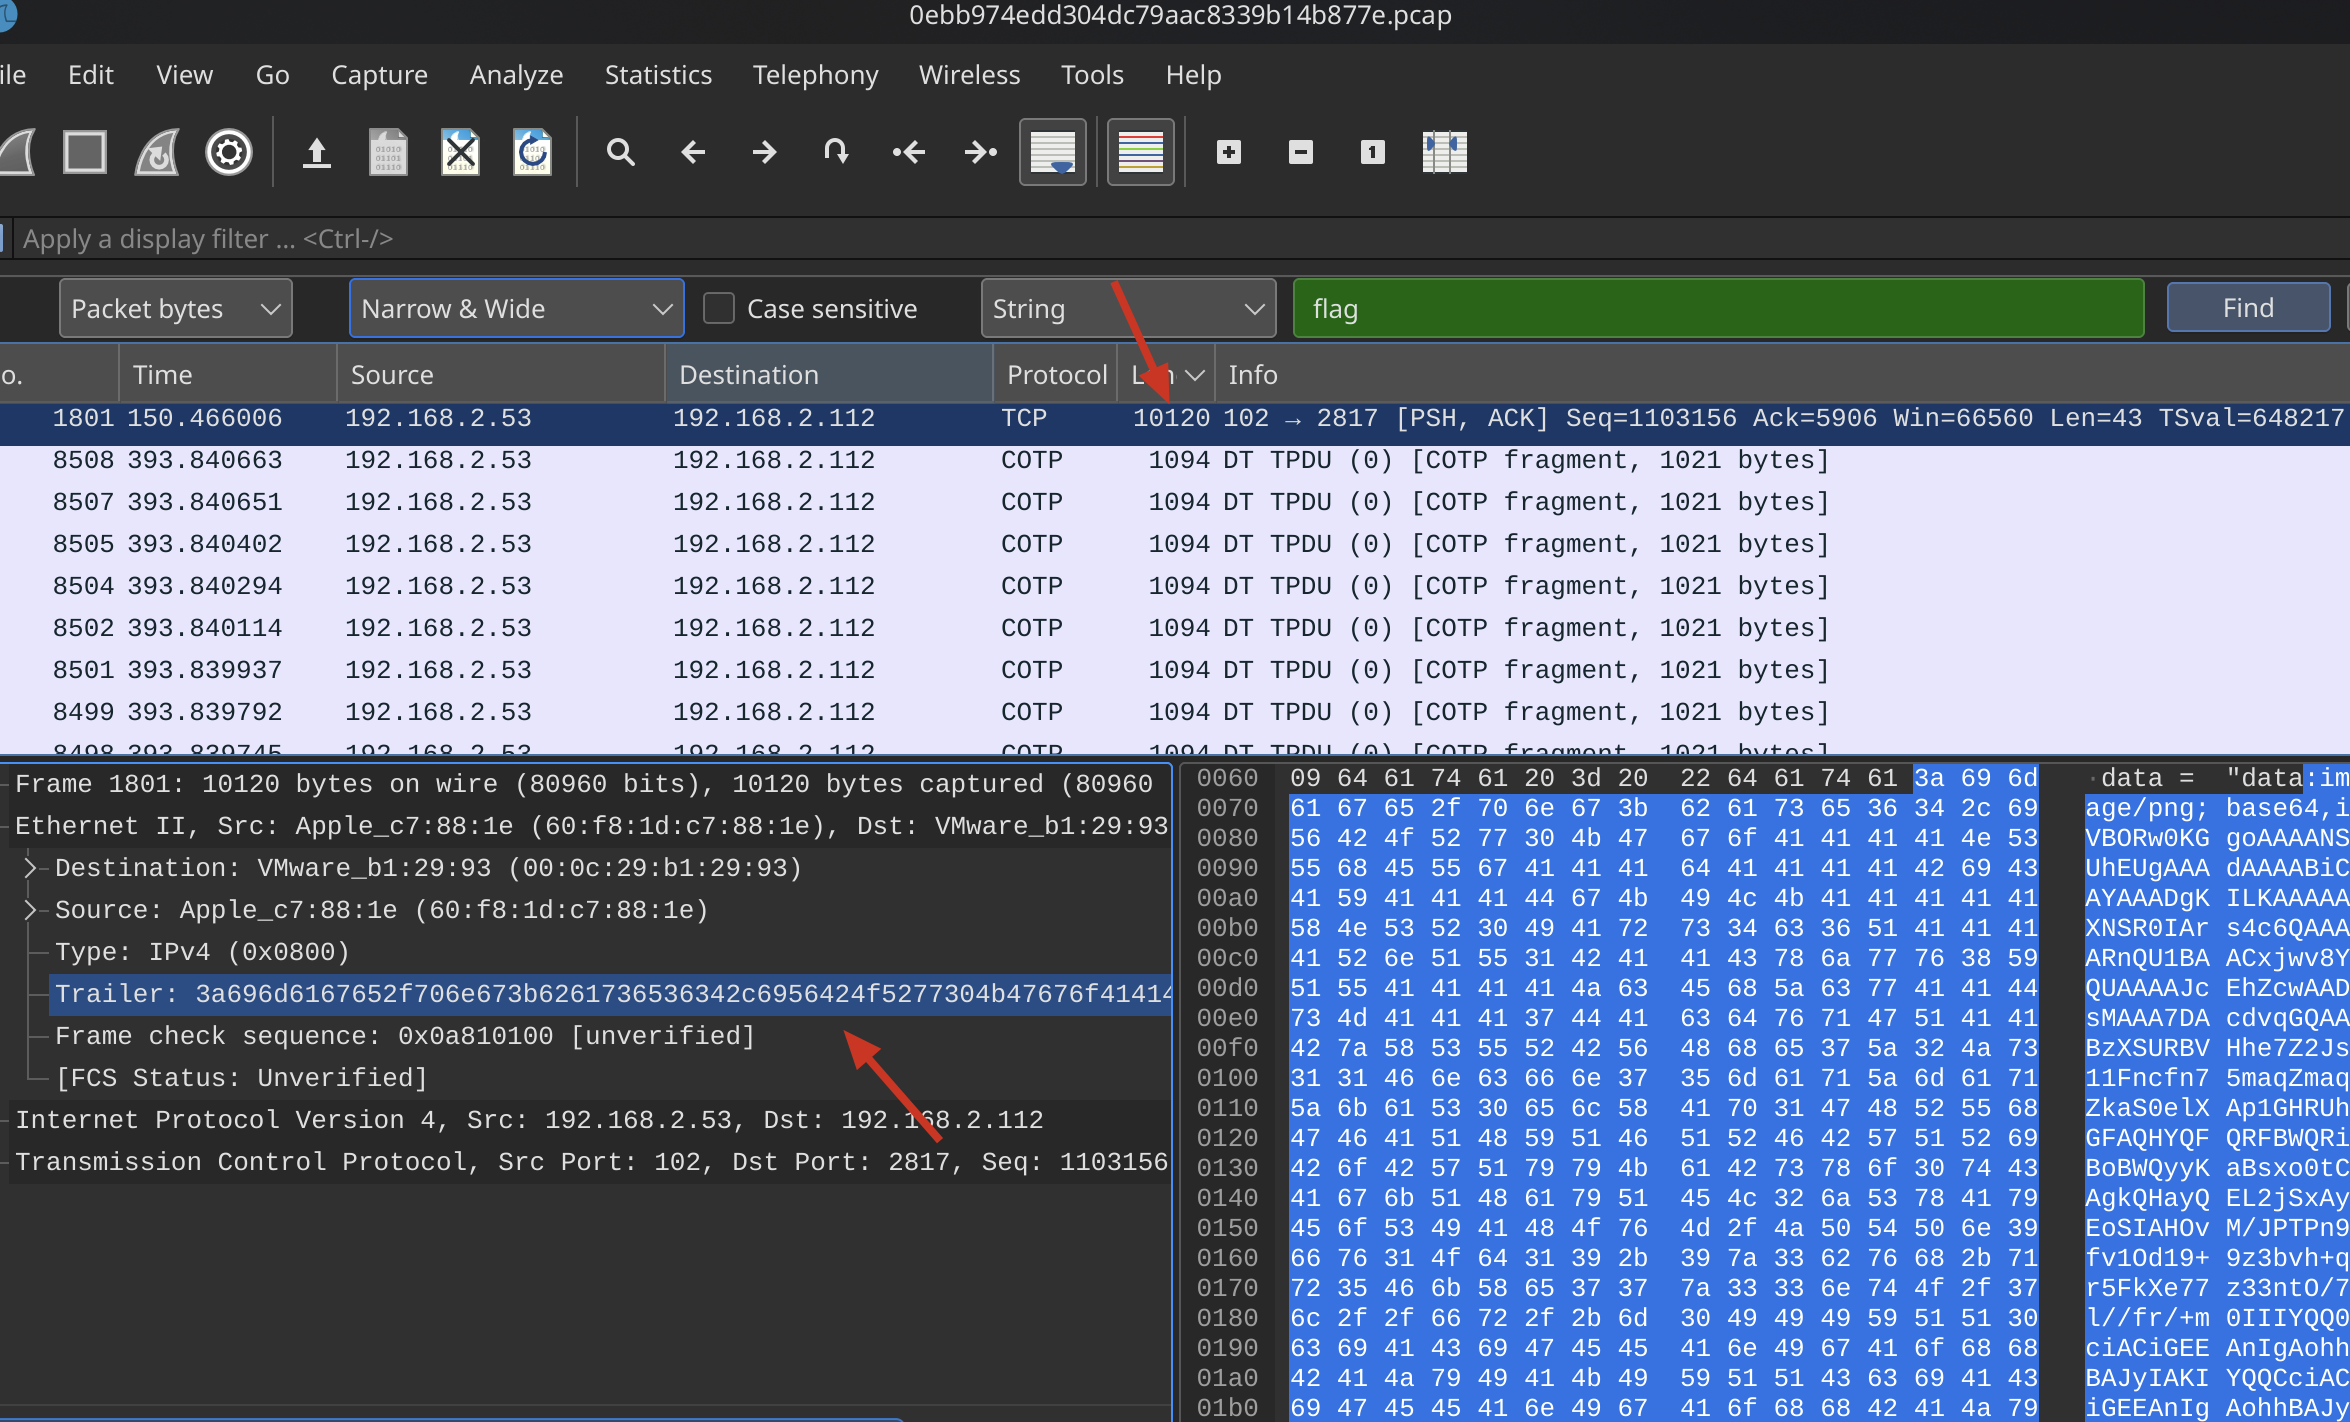 0ebb974edd304dc79aac8339b14b877e.pcap
ile Edit View Go Capture Analyze Statistics Telephony Wireless Tools Help
Apply a display filter ... <Ctrl-/>
Packet bytes Narrow & Wide Case sensitive String flag Find
o. Time Source Destination Protocol Info
1801 150.466006 192.168.2.53 192.168.2.112 TCP 10120 102 → 2817 [PSH, ACK] Seq=1103156 Ack=5906 Win=66560 Len=43 TSval=648217
8508 393.840663 192.168.2.53 192.168.2.112 COTP 1094 DT TPDU (0) [COTP fragment, 1021 bytes]
8507 393.840651 192.168.2.53 192.168.2.112 COTP 1094 DT TPDU (0) [COTP fragment, 1021 bytes]
8505 393.840402 192.168.2.53 192.168.2.112 COTP 1094 DT TPDU (0) [COTP fragment, 1021 bytes]
8504 393.840294 192.168.2.53 192.168.2.112 COTP 1094 DT TPDU (0) [COTP fragment, 1021 bytes]
8502 393.840114 192.168.2.53 192.168.2.112 COTP 1094 DT TPDU (0) [COTP fragment, 1021 bytes]
8501 393.839937 192.168.2.53 192.168.2.112 COTP 1094 DT TPDU (0) [COTP fragment, 1021 bytes]
8499 393.839792 192.168.2.53 192.168.2.112 COTP 1094 DT TPDU (0) [COTP fragment, 1021 bytes]
8498 393.839745 192.168.2.53 192.168.2.112 COTP 1094 DT TPDU (0) [COTP fragment, 1021 bytes]
Frame 1801: 10120 bytes on wire (80960 bits), 10120 bytes captured (80960
Ethernet II, Src: Apple_c7:88:1e (60:f8:1d:c7:88:1e), Dst: VMware_b1:29:93
Destination: VMware_b1:29:93 (00:0c:29:b1:29:93)
Source: Apple_c7:88:1e (60:f8:1d:c7:88:1e)
Type: IPv4 (0x0800)
Trailer: 3a696d6167652f706e673b6261736536342c6956424f5277304b47676f41414
Frame check sequence: 0x0a810100 [unverified]
[FCS Status: Unverified]
Internet Protocol Version 4, Src: 192.168.2.53, Dst: 192.168.2.112
Transmission Control Protocol, Src Port: 102, Dst Port: 2817, Seq: 1103156
0060 09 64 61 74 61 20 3d 20 22 64 61 74 61 3a 69 6d ·data = "data:im
0070 61 67 65 2f 70 6e 67 3b 62 61 73 65 36 34 2c 69 age/png; base64,i
0080 56 42 4f 52 77 30 4b 47 67 6f 41 41 41 41 4e 53 VBORw0KG goAAAANS
0090 55 68 45 55 67 41 41 41 64 41 41 41 41 42 69 43 UhEUgAAA dAAAABiC
00a0 41 59 41 41 41 44 67 4b 49 4c 4b 41 41 41 41 41 AYAAADgK ILKAAAAA
00b0 58 4e 53 52 30 49 41 72 73 34 63 36 51 41 41 41 XNSR0IAr s4c6QAAA
00c0 41 52 6e 51 55 31 42 41 41 43 78 6a 77 76 38 59 ARnQU1BA ACxjwv8Y
00d0 51 55 41 41 41 41 4a 63 45 68 5a 63 77 41 41 44 QUAAAAJc EhZcwAAD
00e0 73 4d 41 41 41 37 44 41 63 64 76 71 47 51 41 41 sMAAA7DA cdvqGQAA
00f0 42 7a 58 53 55 52 42 56 48 68 65 37 5a 32 4a 73 BzXSURBV Hhe7Z2Js
0100 31 31 46 6e 63 66 6e 37 35 6d 61 71 5a 6d 61 71 11Fncfn7 5maqZmaq
0110 5a 6b 61 53 30 65 6c 58 41 70 31 47 48 52 55 68 ZkaS0elX Ap1GHRUh
0120 47 46 41 51 48 59 51 46 51 52 46 42 57 51 52 69 GFAQHYQF QRFBWQRi
0130 42 6f 42 57 51 79 79 4b 61 42 73 78 6f 30 74 43 BoBWQyyK aBsxo0tC
0140 41 67 6b 51 48 61 79 51 45 4c 32 6a 53 78 41 79 AgkQHayQ EL2jSxAy
0150 45 6f 53 49 41 48 4f 76 4d 2f 4a 50 54 50 6e 39 EoSIAHOv M/JPTPn9
0160 66 76 31 4f 64 31 39 2b 39 7a 33 62 76 68 2b 71 fv1Od19+ 9z3bvh+q
0170 72 35 46 6b 58 65 37 37 7a 33 33 6e 74 4f 2f 37 r5FkXe77 z33ntO/7
0180 6c 2f 2f 66 72 2f 2b 6d 30 49 49 49 59 51 51 30 l//fr/+m 0IIIYQQ0
0190 63 69 41 43 69 47 45 45 41 6e 49 67 41 6f 68 68 ciACiGEE AnIgAohh
01a0 42 41 4a 79 49 41 4b 49 59 51 51 43 63 69 41 43 BAJyIAKI YQQCciAC
01b0 69 47 45 45 41 6e 49 67 41 6f 68 68 42 41 4a 79 iGEEAnIg AohhBAJy